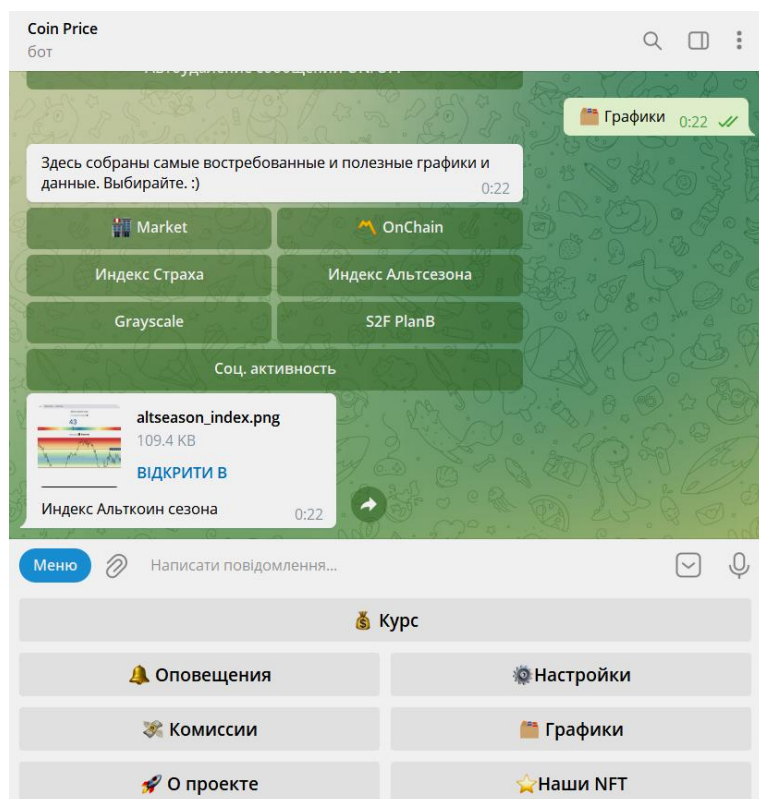 Coin Price
бот
Графики 0:22
Здесь собраны самые востребованные и полезные графики и
данные. Выбирайте. :)
0:22
Market
OnChain
Индекс Страха
Индекс Альтсезона
Grayscale
S2F PlanB
Соц. активность
altseason_index.png
109.4 KB
ВІДКРИТИ В
43
Индекс Альткоин сезона 0:22
Меню
Написати повідомлення...
Курс
Оповещения
Настройки
Комиссии
Графики
О проекте
Наши NFT